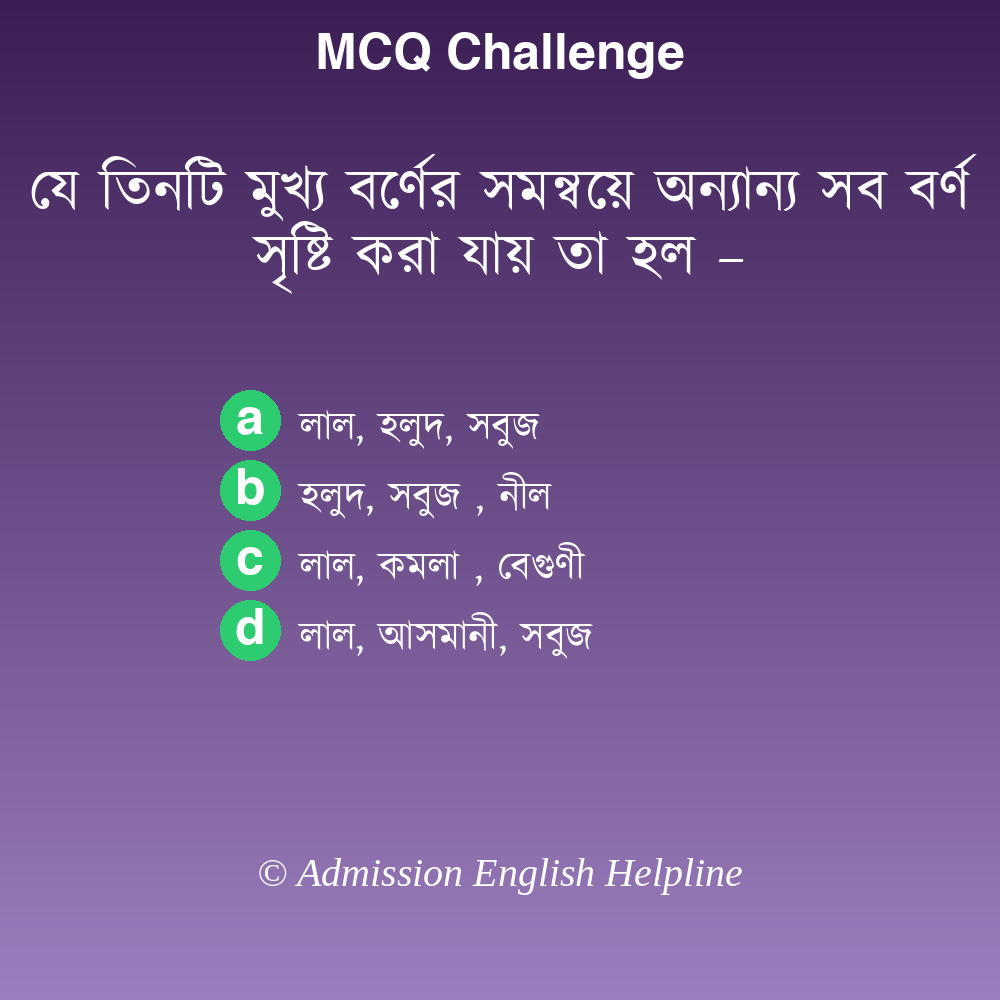 MCQ Challenge
যে তিনটি মুখ্য বর্ণের সমন্বয়ে অন্যান্য সব বর্ণ
সৃষ্টি করা যায় তা হল –
a লাল, হলুদ, সবুজ
b হলুদ, সবুজ , নীল
c লাল, কমলা , বেগুণী
d লাল, আসমানী, সবুজ
© Admission English Helpline